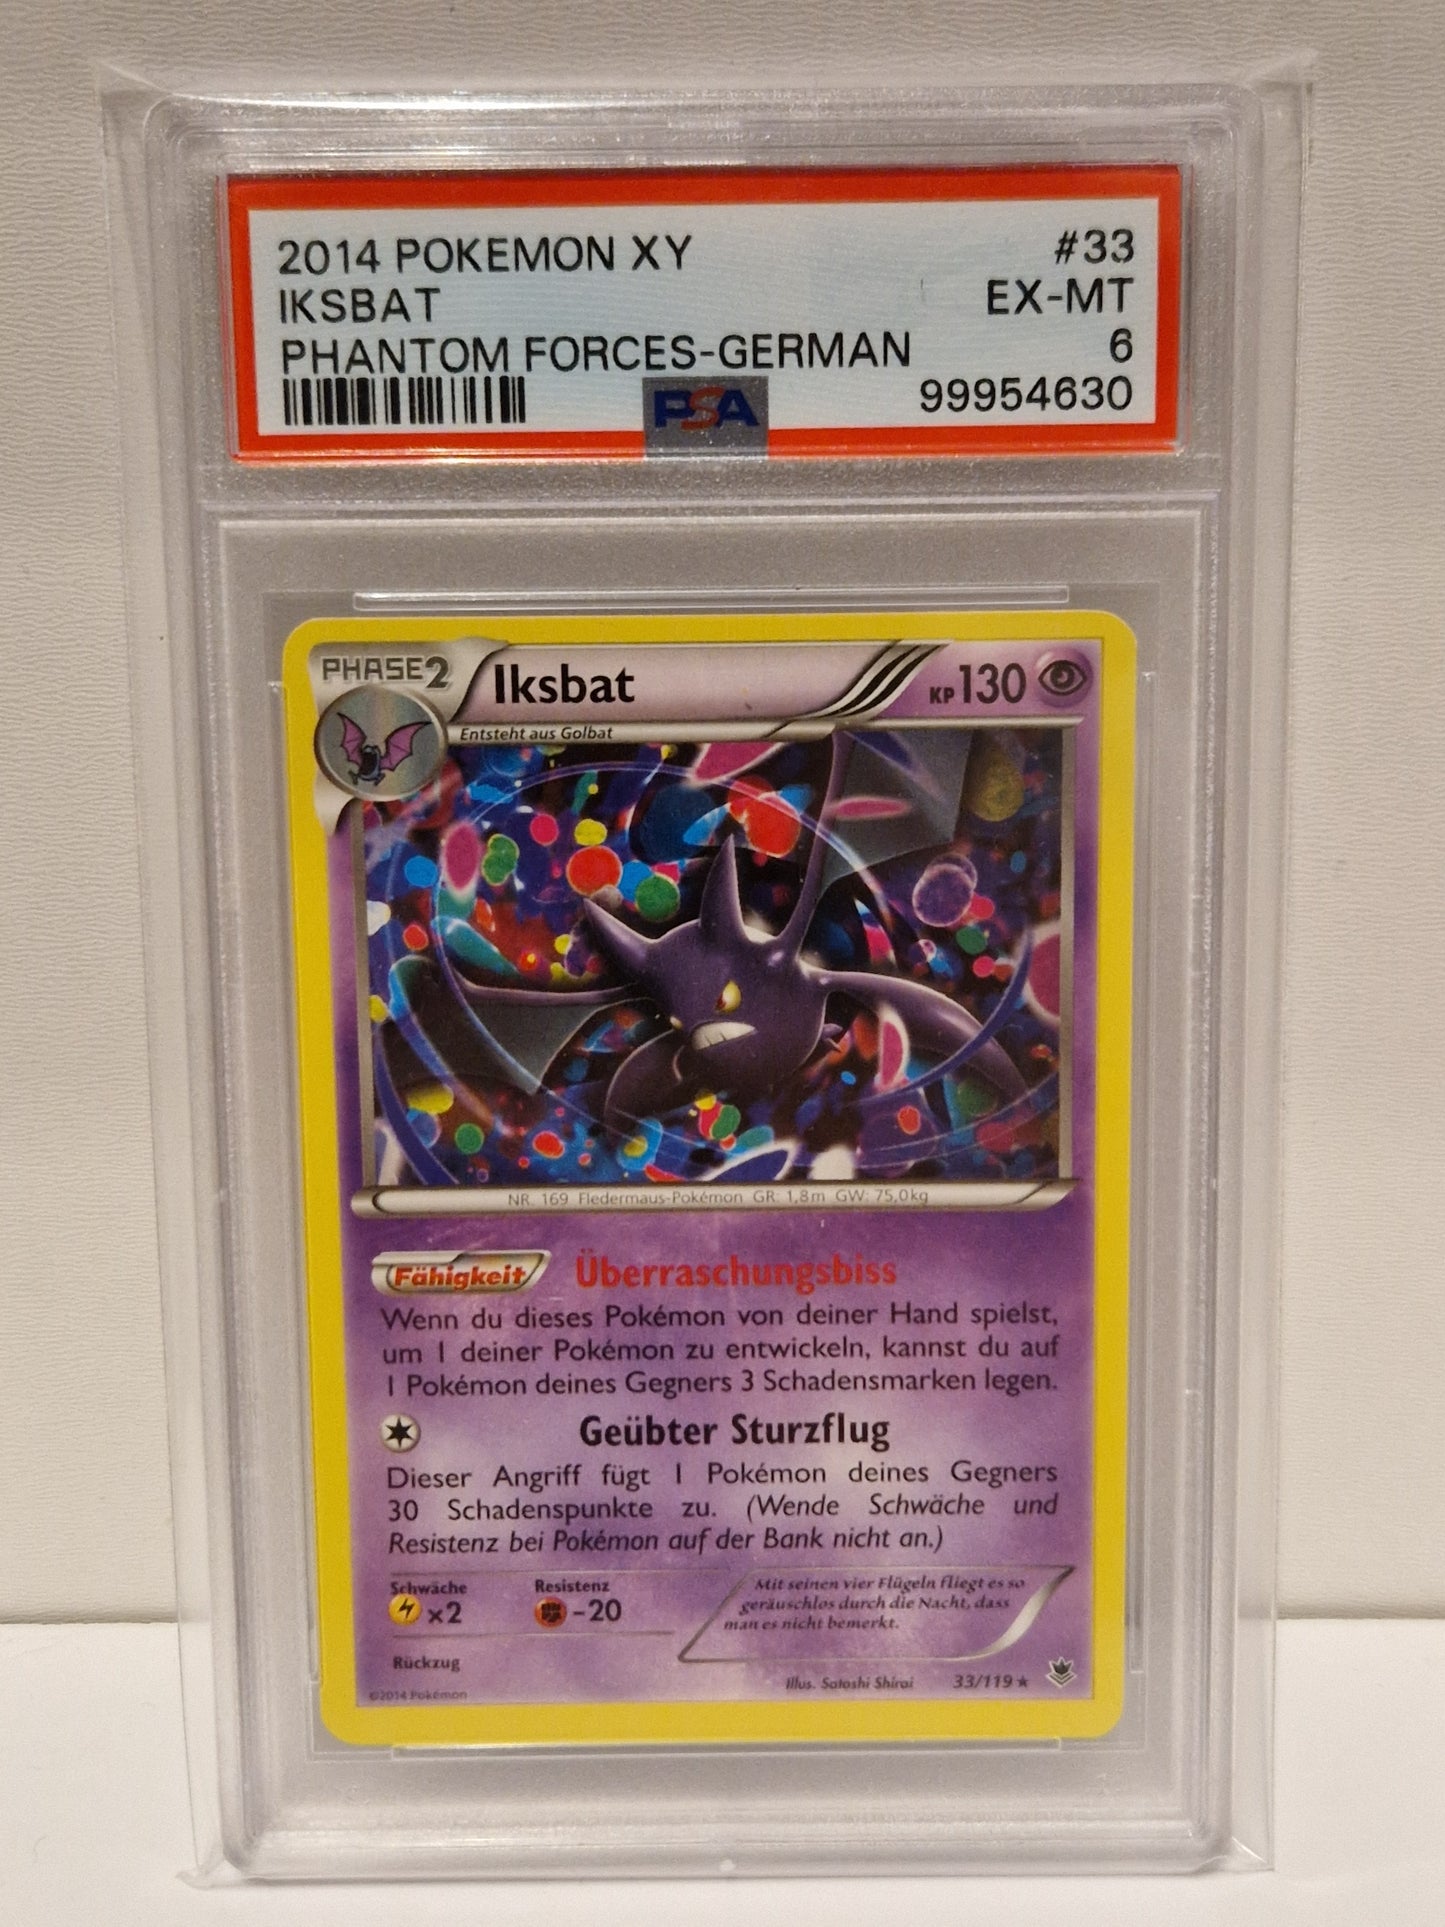 2014 POKEMON XY #33
IKSBAT EX-MT
PHANTOM FORCES-GERMAN 6
PSA 99954630
PHASE 2 Iksbat KP 130
Entsteht aus Golbat
NR. 169 Fledermaus-Pokémon GR: 1,8m GW: 75,0kg
Fähigkeit Überraschungsbiss
Wenn du dieses Pokémon von deiner Hand spielst,
um 1 deiner Pokémon zu entwickeln, kannst du auf
1 Pokémon deines Gegners 3 Schadensmarken legen.
Geübter Sturzflug
Dieser Angriff fügt 1 Pokémon deines Gegners
30 Schadenspunkte zu. (Wende Schwäche und
Resistenz bei Pokémon auf der Bank nicht an.)
Schwäche Resistenz
x2 -20
Rückzug
Mit seinen vier Flügeln fliegt es so
geräuschlos durch die Nacht, dass
man es nicht bemerkt.
©2014 Pokémon Illus. Satoshi Shirai 33/119 ★